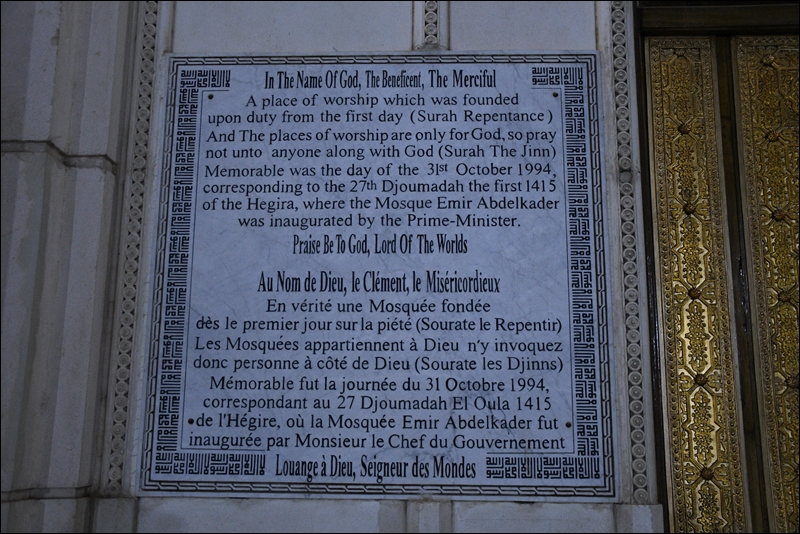 In The Name Of God, The Beneficent, The Merciful
A place of worship which was founded
upon duty from the first day (Surah Repentance)
And The places of worship are only for God, so pray
not unto anyone along with God (Surah The Jinn)
Memorable was the day of the 31st October 1994,
corresponding to the 27th Djoumadah the first 1415
of the Hegira, where the Mosque Emir Abdelkader
was inaugurated by the Prime-Minister.
Praise Be To God, Lord Of The Worlds
Au Nom de Dieu, le Clément, le Miséricordieux
En vérité une Mosquée fondée
dès le premier jour sur la piété (Sourate le Repentir)
Les Mosquées appartiennent à Dieu n'y invoquez
donc personne à côté de Dieu (Sourate les Djinns)
Mémorable fut la journée du 31 Octobre 1994,
correspondant au 27 Djoumadah El Oula 1415
de l'Hégire, où la Mosquée Emir Abdelkader fut
inaugurée par Monsieur le Chef du Gouvernement
Louange à Dieu, Seigneur des Mondes